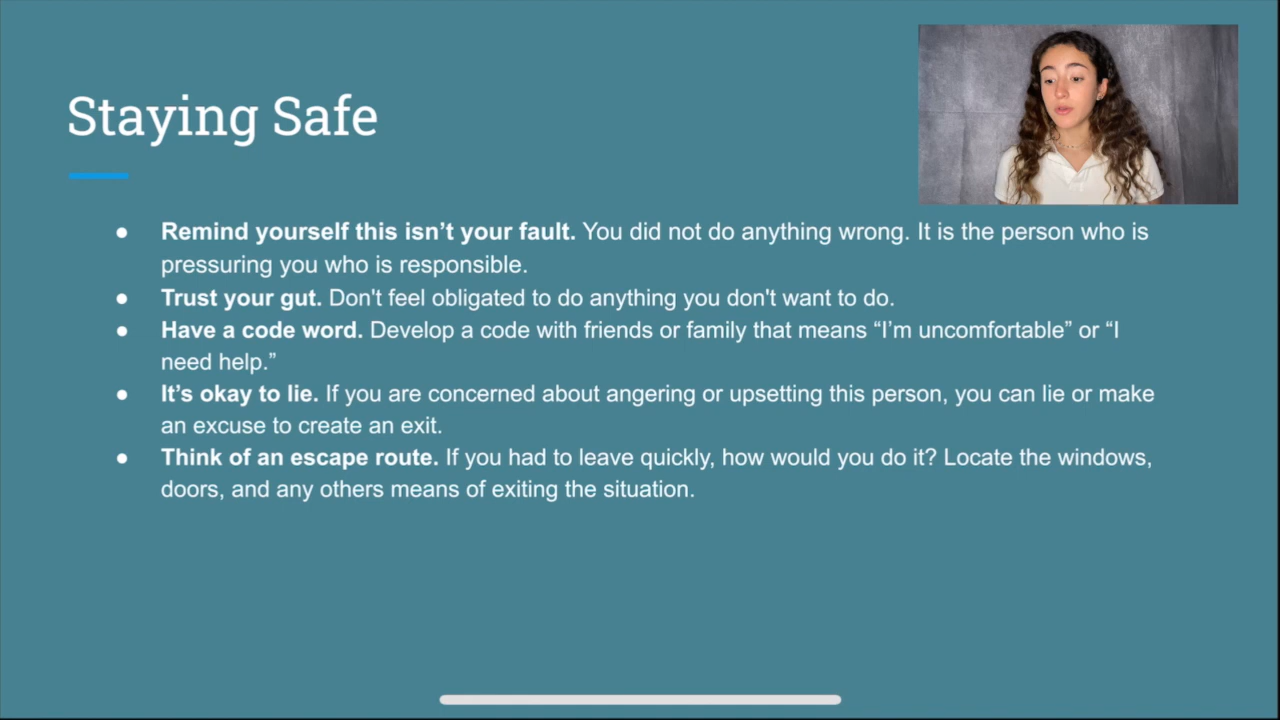 Staying Safe
● Remind yourself this isn’t your fault. You did not do anything wrong. It is the person who is
pressuring you who is responsible.
● Trust your gut. Don't feel obligated to do anything you don't want to do.
● Have a code word. Develop a code with friends or family that means “I’m uncomfortable” or “I
need help.”
● It’s okay to lie. If you are concerned about angering or upsetting this person, you can lie or make
an excuse to create an exit.
● Think of an escape route. If you had to leave quickly, how would you do it? Locate the windows,
doors, and any others means of exiting the situation.